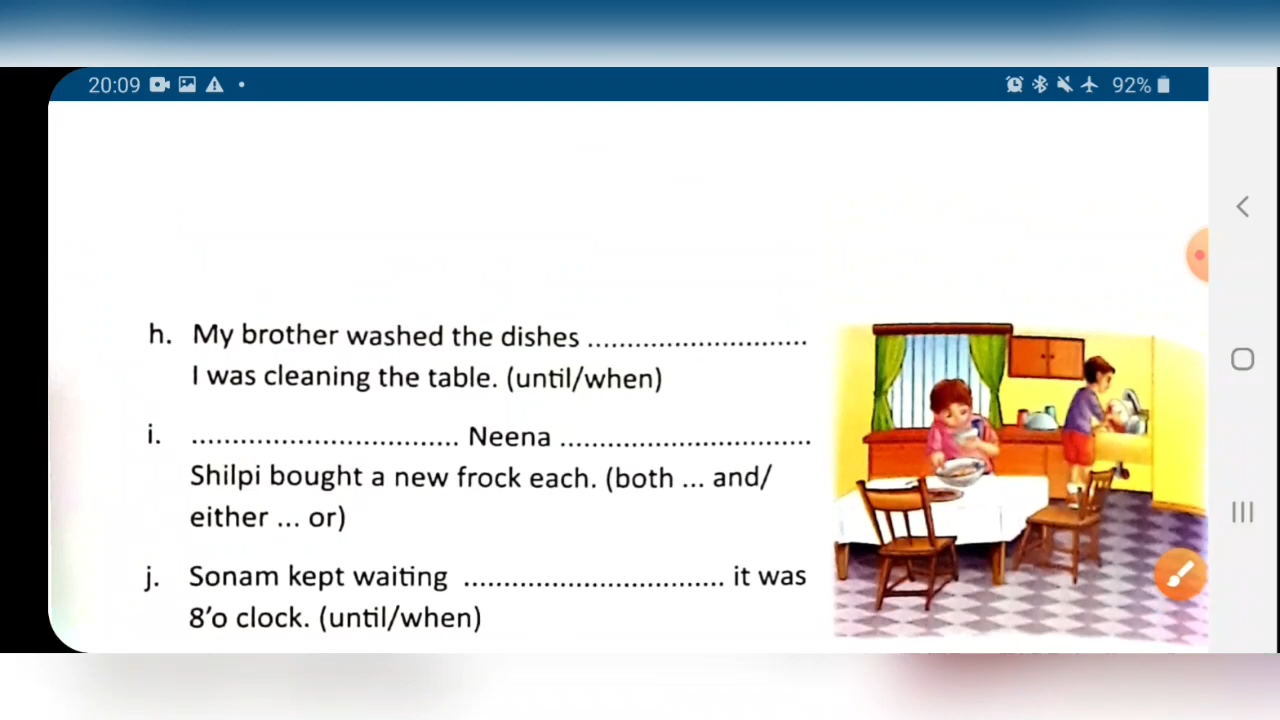 20:09 92%
h. My brother washed the dishes ...........................
I was cleaning the table. (until/when)
i. ................................. Neena ...............................
Shilpi bought a new frock each. (both ... and/
either ... or)
j. Sonam kept waiting ................................ it was
8’o clock. (until/when)